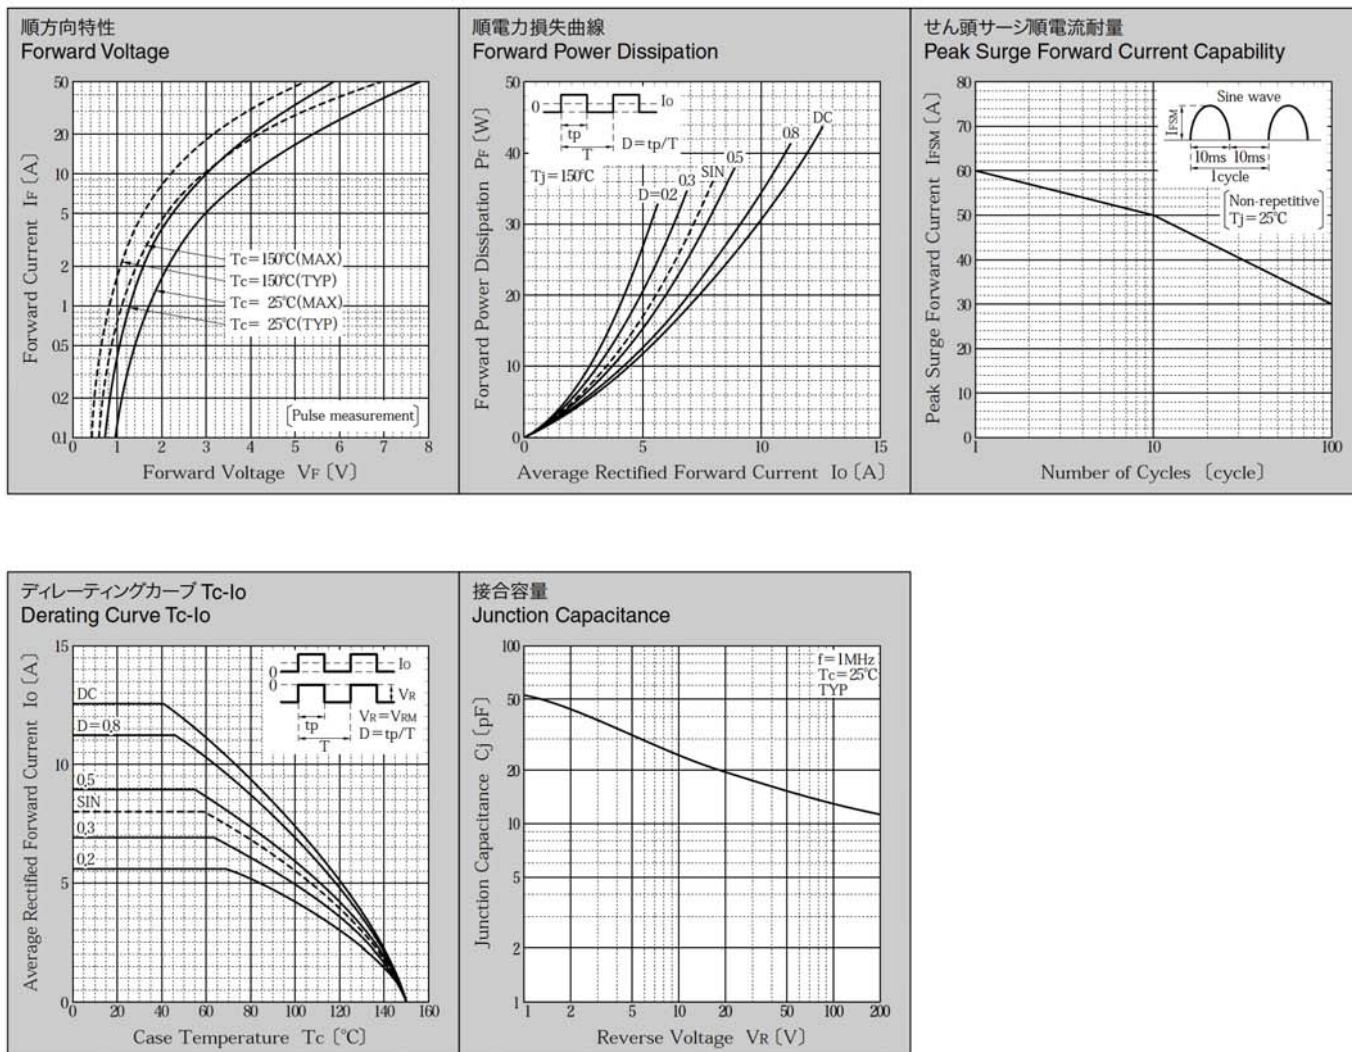 順方向特性
Forward Voltage
Forward Current IF [A]
50
20
10
5
2
1
0.5
0.2
0.1
Tc=150℃(MAX)
Tc=150℃(TYP)
Tc= 25℃(MAX)
Tc= 25℃(TYP)
[Pulse measurement]
0 1 2 3 4 5 6 7 8
Forward Voltage VF [V]
順電力損失曲線
Forward Power Dissipation
Forward Power Dissipation PF [W]
50
40
30
20
10
0
0 Io
tp
T
D=tp/T
Tj=150℃
D=0.2
0.3
SIN
0.5
0.8
DC
0 5 10 15
Average Rectified Forward Current Io [A]
せん頭サージ順電流耐量
Peak Surge Forward Current Capability
Peak Surge Forward Current IFSM [A]
80
70
60
50
40
30
20
10
0
Sine wave
IFSM
10ms 10ms
1cycle
[Non-repetitive
Tj=25℃]
1 10 100
Number of Cycles [cycle]
ディレーティングカーブ Tc-Io
Derating Curve Tc-Io
Average Rectified Forward Current Io [A]
15
10
5
0
DC
D=0.8
0.5
SIN
0.3
0.2
0 Io
0 VR
tp
T
VR=VRM
D=tp/T
0 20 40 60 80 100 120 140 160
Case Temperature Tc [℃]
接合容量
Junction Capacitance
Junction Capacitance Cj [pF]
100
50
20
10
5
2
1
f=1MHz
Tc=25℃
TYP
1 2 5 10 20 50 100 200
Reverse Voltage VR [V]